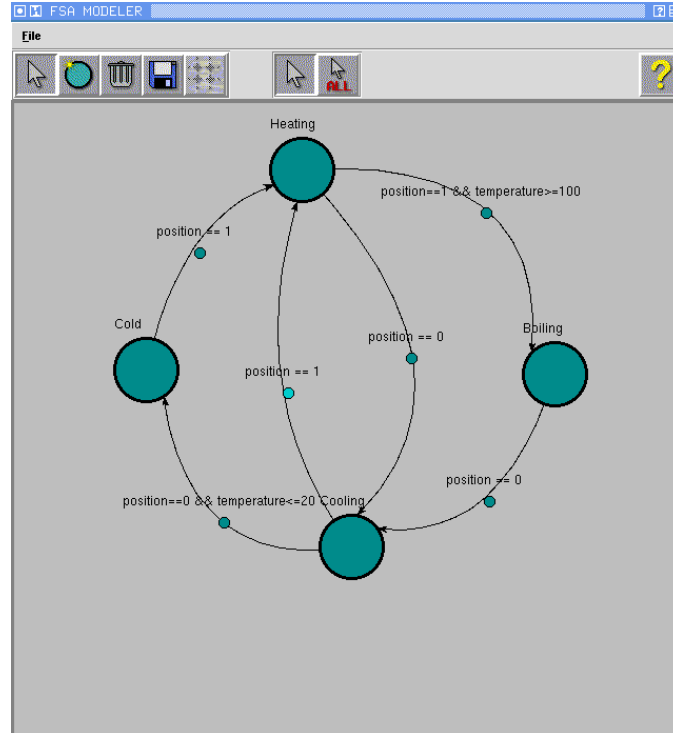 FSA MODELER
?
File
ALL
?
Heating
position==1 && temperature>=100
position == 1
Cold
Boiling
position == 0
position == 1
position == 0
position==0 && temperature<=20 Cooling